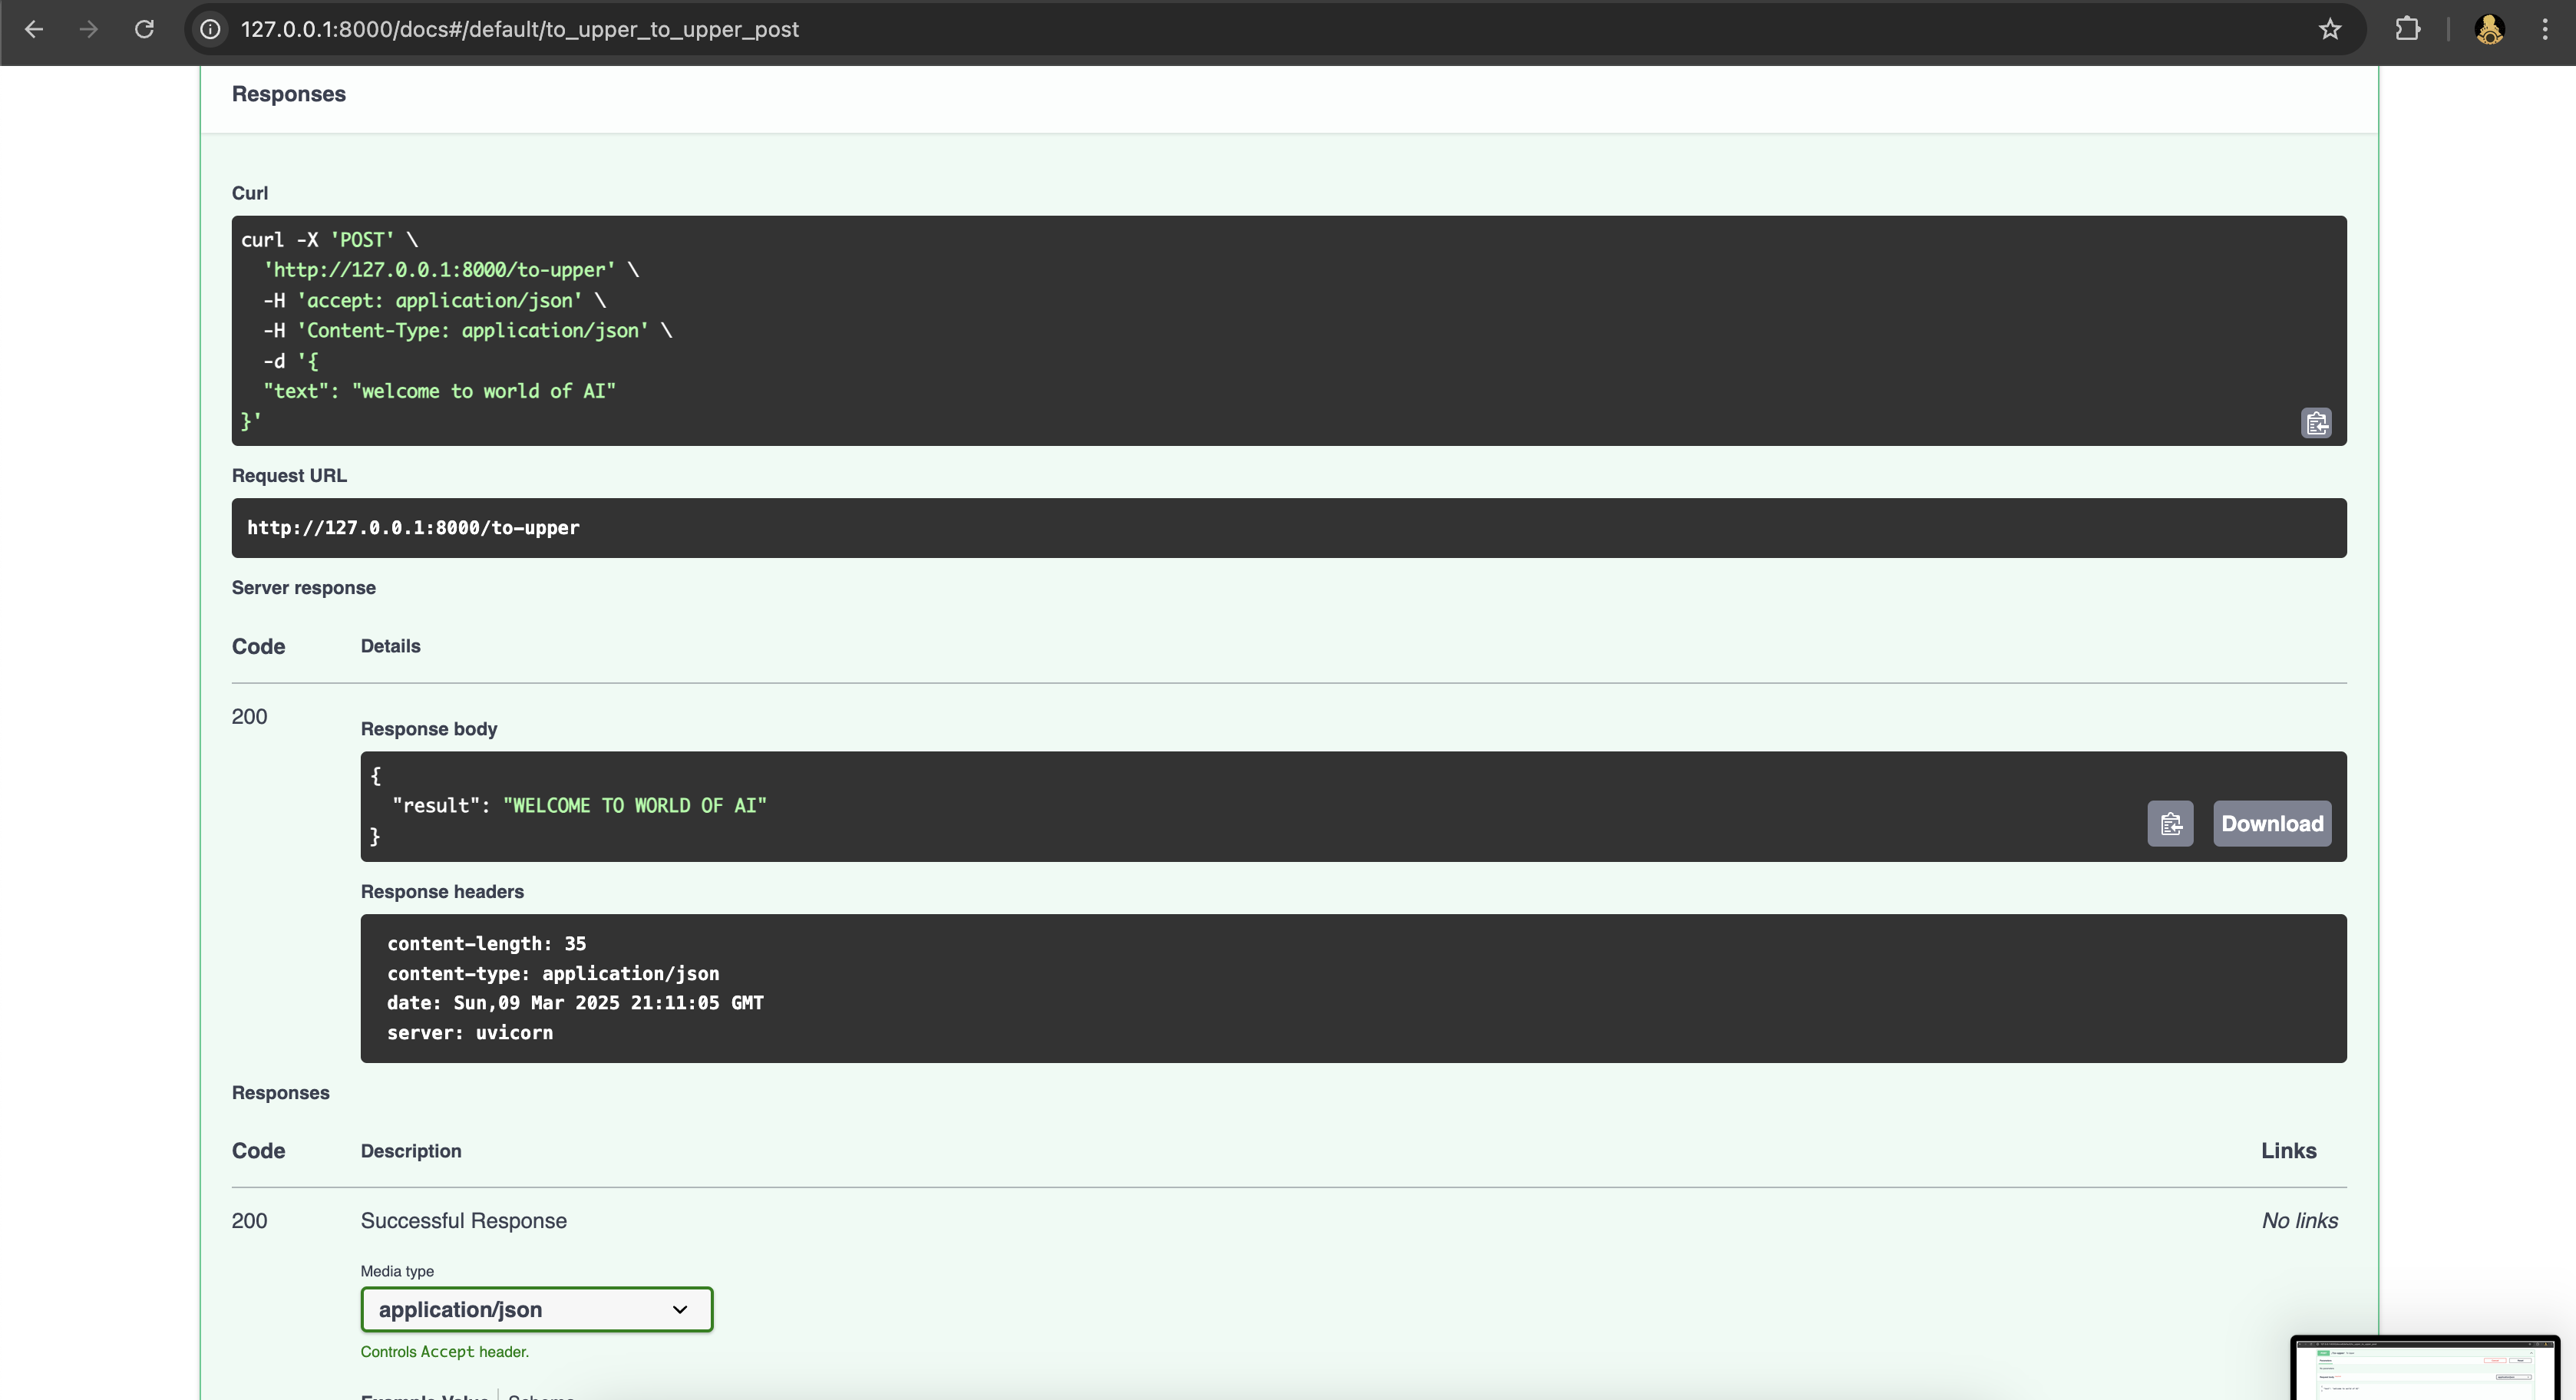 127.0.0.1:8000/docs#/default/to_upper_to_upper_post
Responses
Curl
curl -X 'POST' \
  'http://127.0.0.1:8000/to-upper' \
  -H 'accept: application/json' \
  -H 'Content-Type: application/json' \
  -d '{
  "text": "welcome to world of AI"
}'
Request URL
http://127.0.0.1:8000/to-upper
Server response
Code Details
200
Response body
{
  "result": "WELCOME TO WORLD OF AI"
}
Download
Response headers
content-length: 35
content-type: application/json
date: Sun,09 Mar 2025 21:11:05 GMT
server: uvicorn
Responses
Code Description Links
200 Successful Response No links
Media type
application/json
Controls Accept header.